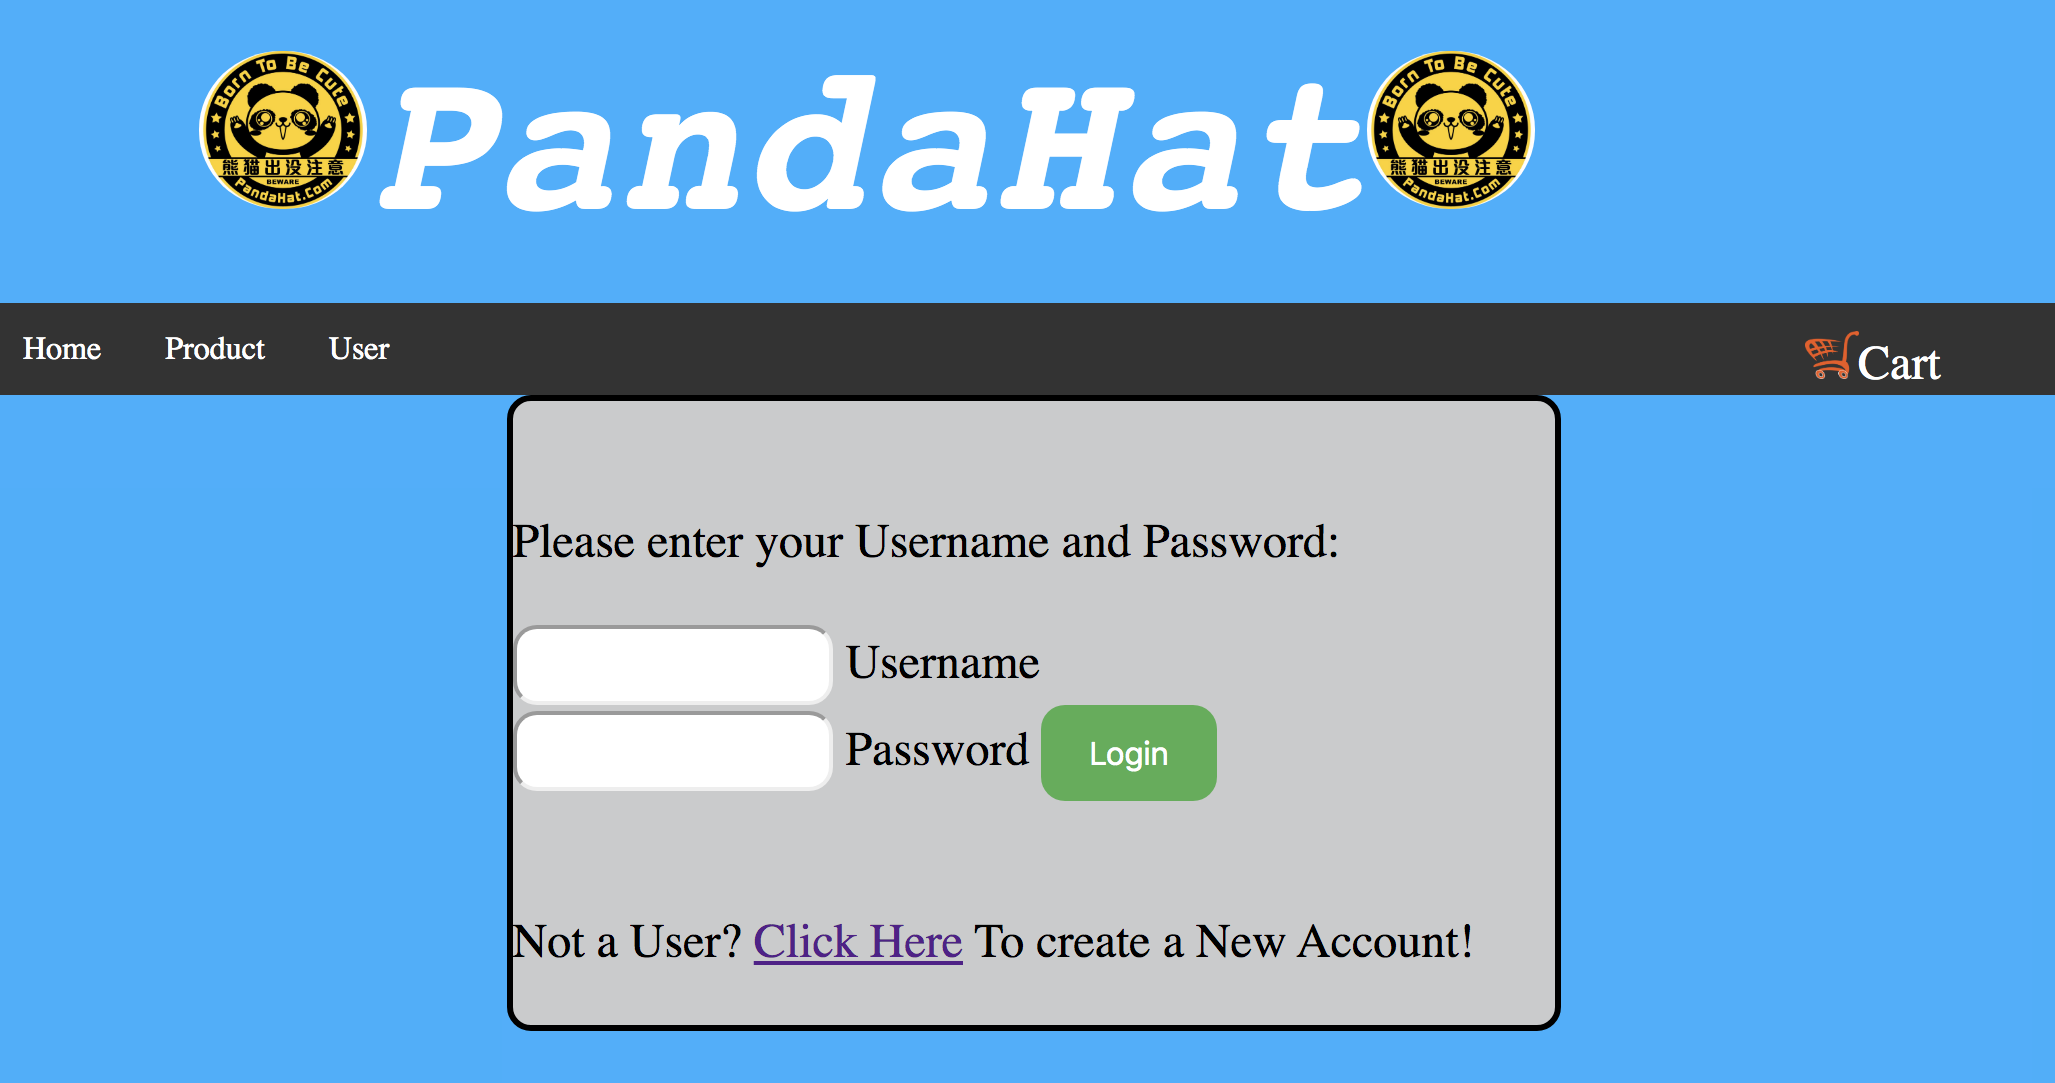 Born To Be Cute
熊猫出没注意
BEWARE
PandaHat.Com
PandaHat
Born To Be Cute
熊猫出没注意
BEWARE
PandaHat.Com
Home Product User Cart
Please enter your Username and Password:
Username
Password Login
Not a User? Click Here To create a New Account!